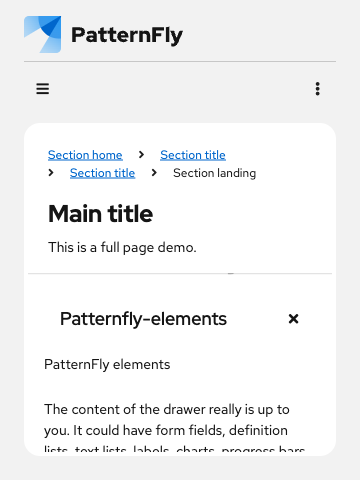 PatternFly
Section home
Section title
Section title
Section landing
Main title
This is a full page demo.
Patternfly-elements
PatternFly elements
The content of the drawer really is up to
you. It could have form fields, definition
lists, text lists, labels, charts, progress bars